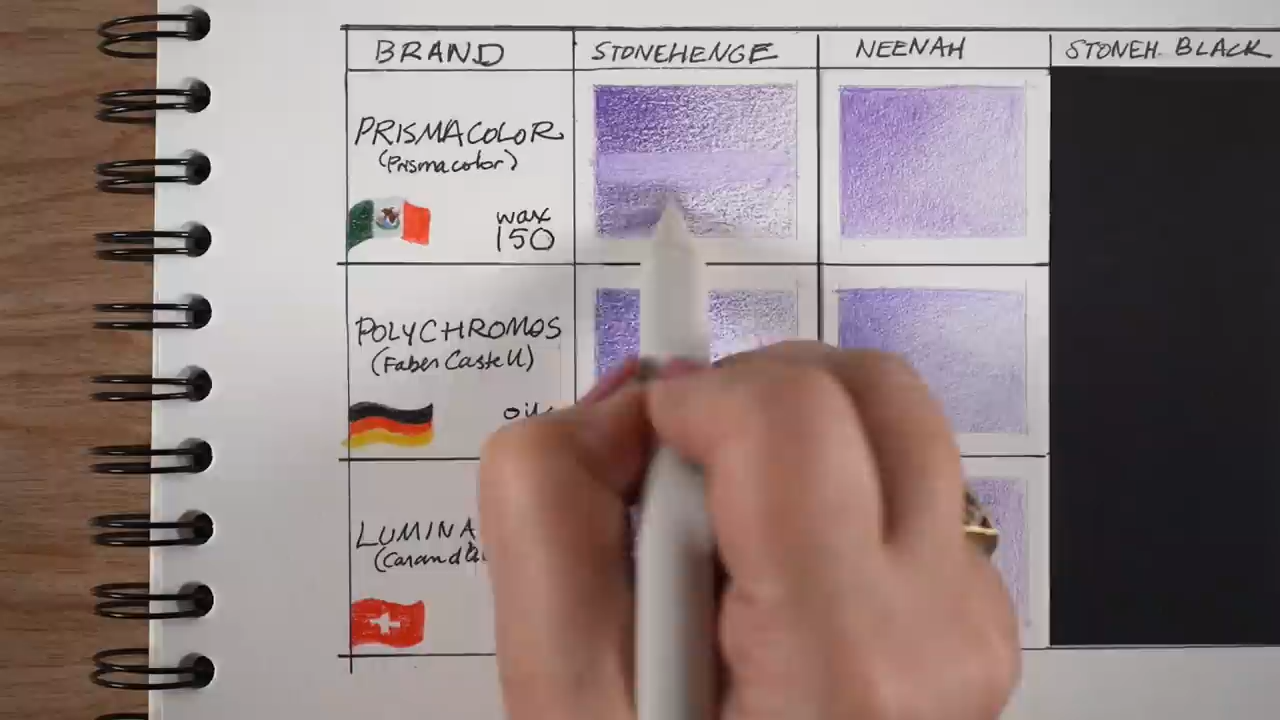 BRAND STONEHENGE NEENAH STONEH. BLACK
PRISMACOLOR
(Prismacolor)
wax
150
POLYCHROMOS
(Faber Castell)